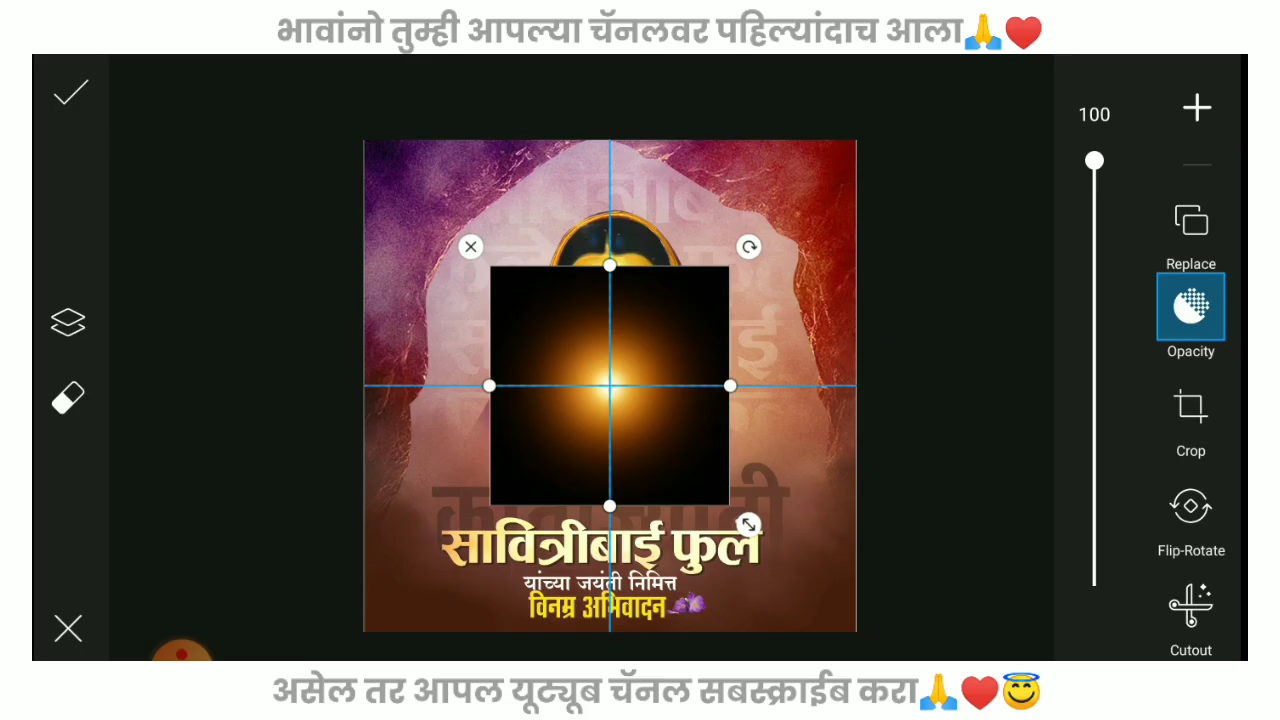 भावांनो तुम्ही आपल्या चॅनलवर पहिल्यांदाच आला🙏♥️
100
Replace
Opacity
Crop
Flip-Rotate
Cutout
सावित्रीबाई फुले
यांच्या जयंती निमित्त
विनम्र अभिवादन
असेल तर आपल यूट्यूब चॅनल सबस्क्राईब करा🙏♥️😇